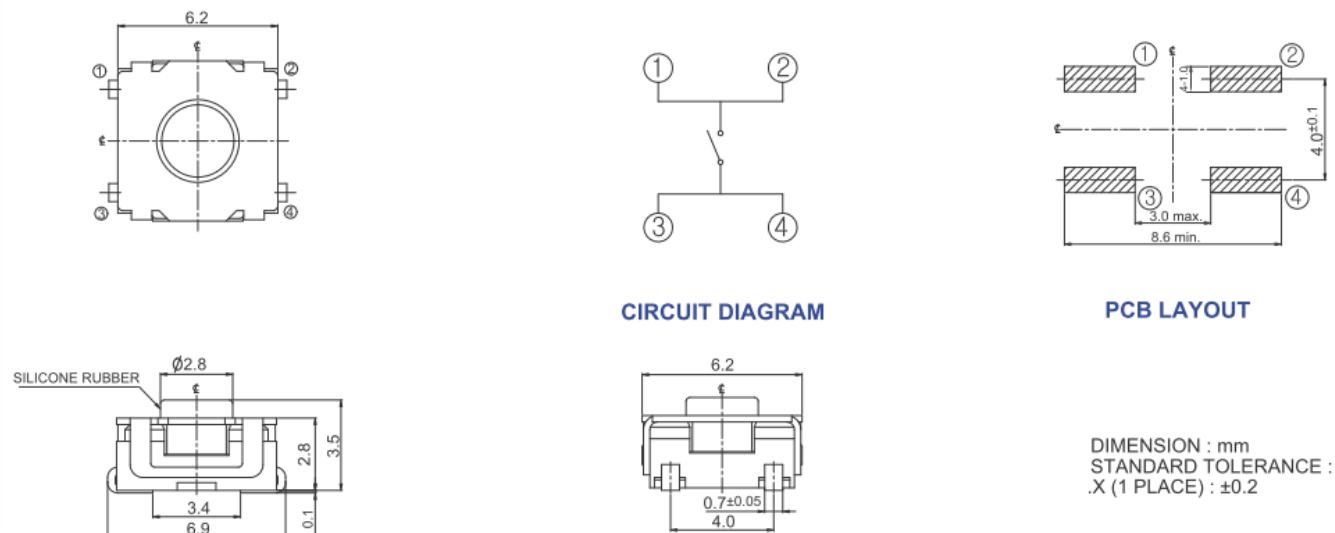 6.2
℄
① ②
℄
③ ④
① ②
③ ④
CIRCUIT DIAGRAM
① ℄ ②
4-1.0
℄
4.0±0.1
③ ④
3.0 max.
8.6 min.
PCB LAYOUT
Ø2.8
SILICONE RUBBER
℄
2.8
3.5
3.4
0.1
6.9
6.2
℄
0.7±0.05
4.0
DIMENSION : mm
STANDARD TOLERANCE :
.X (1 PLACE) : ±0.2